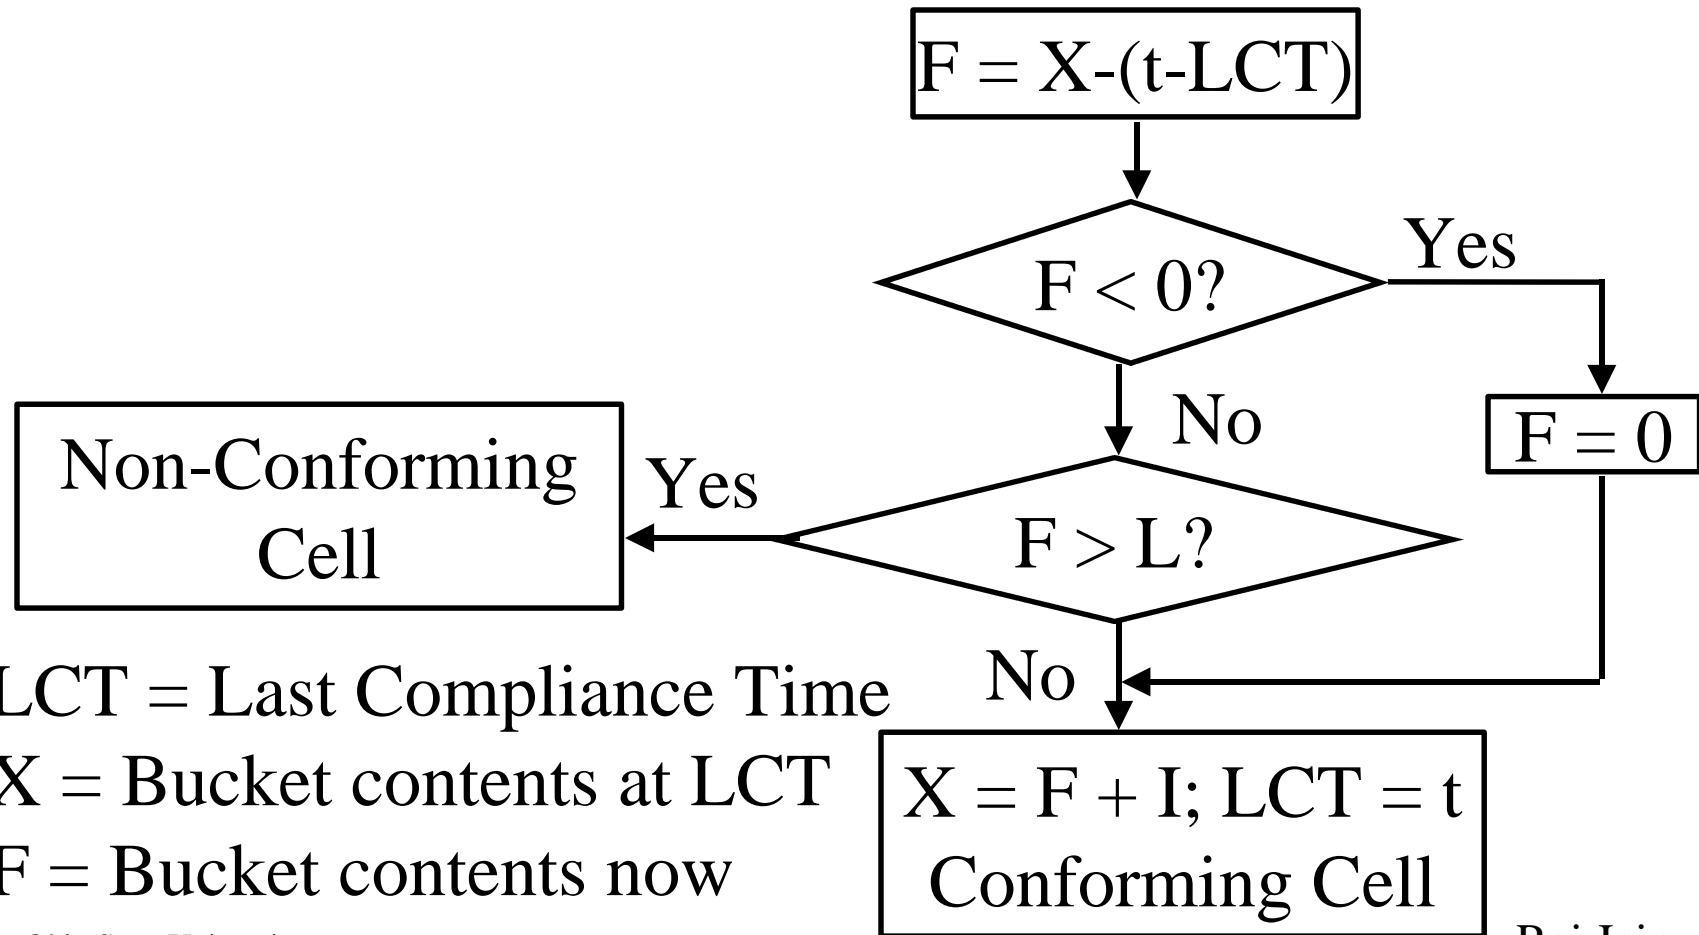 F = X-(t-LCT)
F < 0?
Yes
No
F = 0
Non-Conforming
Cell
Yes
F > L?
No
LCT = Last Compliance Time
X = Bucket contents at LCT
F = Bucket contents now
X = F + I; LCT = t
Conforming Cell